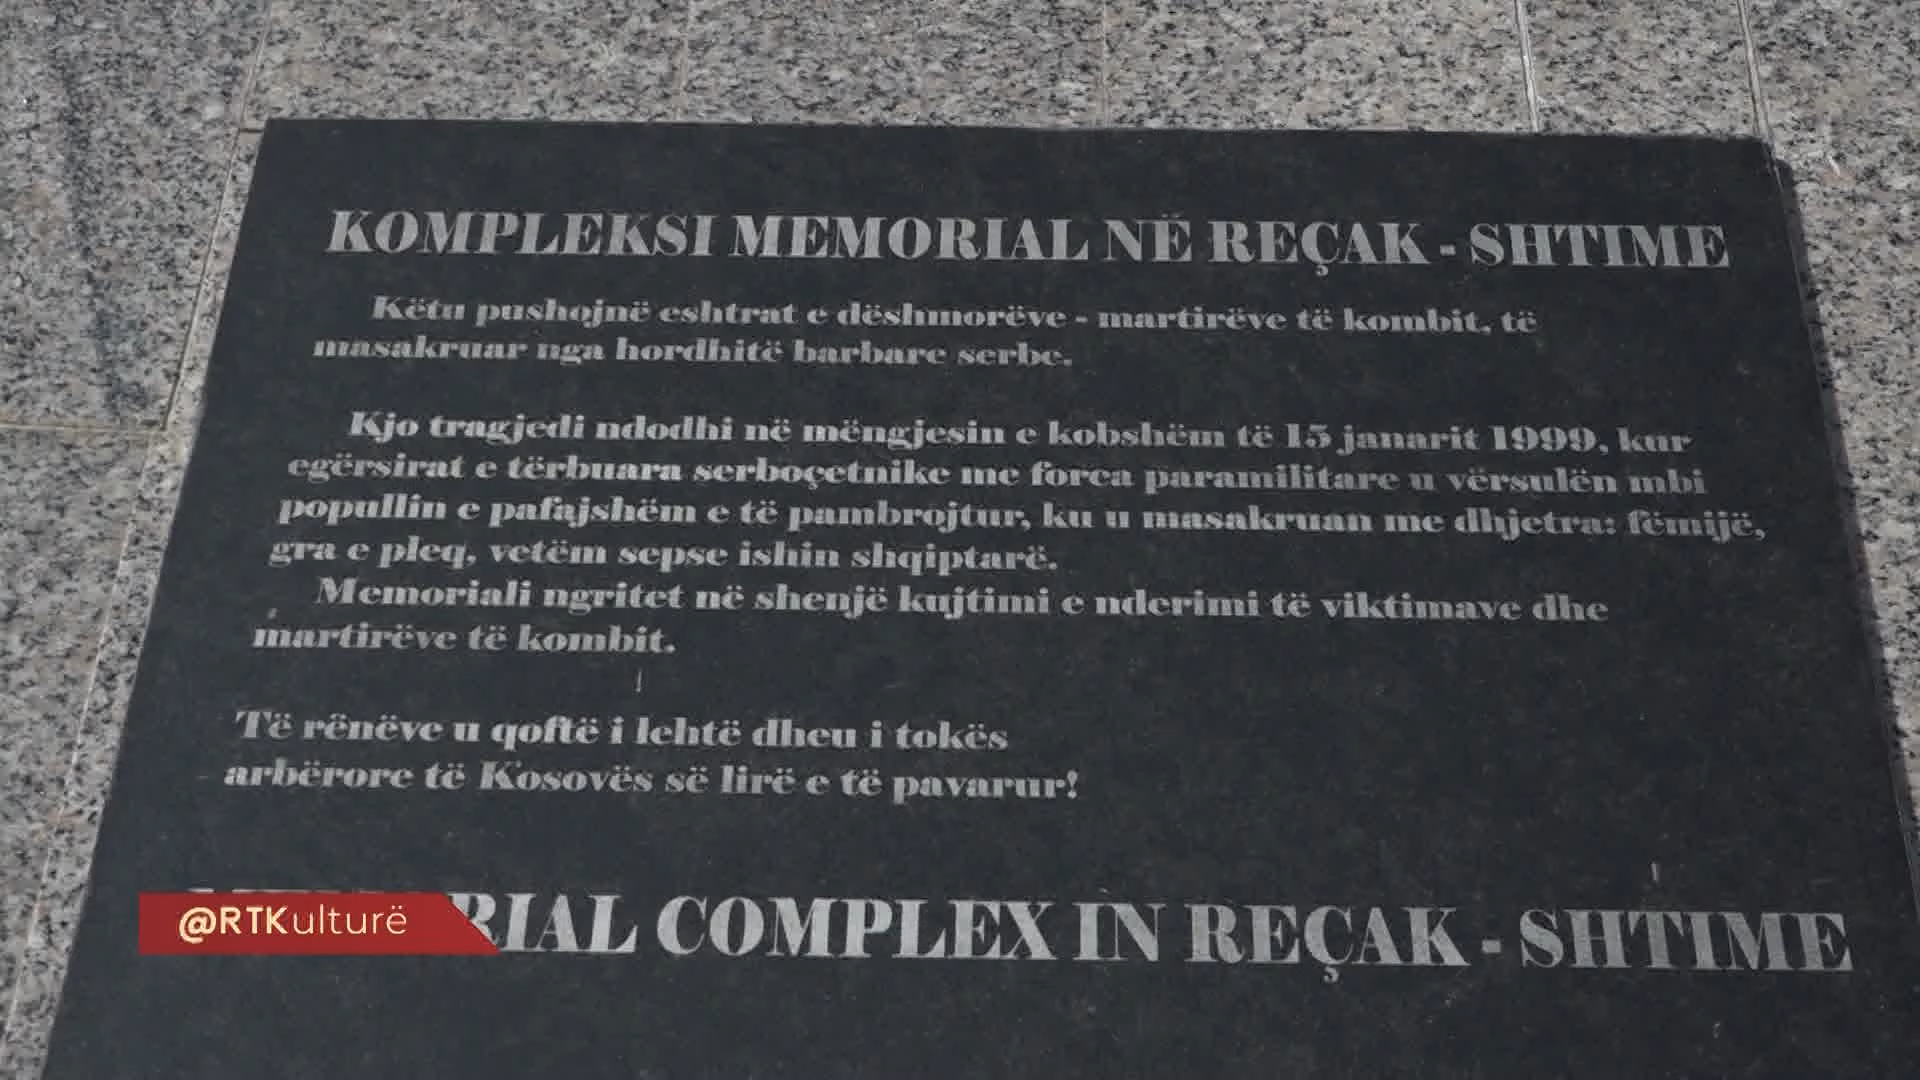 KOMPLEKSI MEMORIAL NË REÇAK - SHTIME
Këtu pushojnë eshtrat e dëshmorëve - martirëve të kombit, të
masakruar nga hordhitë barbare serbe.
Kjo tragjedi ndodhi në mëngjesin e kobshëm të 15 janarit 1999, kur
egërsirat e tërbuara serboçetnike me forca paramilitare u vërsulën mbi
popullin e pafajshëm e të pambrojtur, ku u masakruan me dhjetra: fëmijë,
gra e pleq, vetëm sepse ishin shqiptarë.
Memoriali ngritet në shenjë kujtimi e nderimi të viktimave dhe
martirëve të kombit.
Të rënëve u qoftë i lehtë dheu i tokës
arbërore të Kosovës së lirë e të pavarur!
COMPLEX IN REÇAK - SHTIME
@RTKulturë